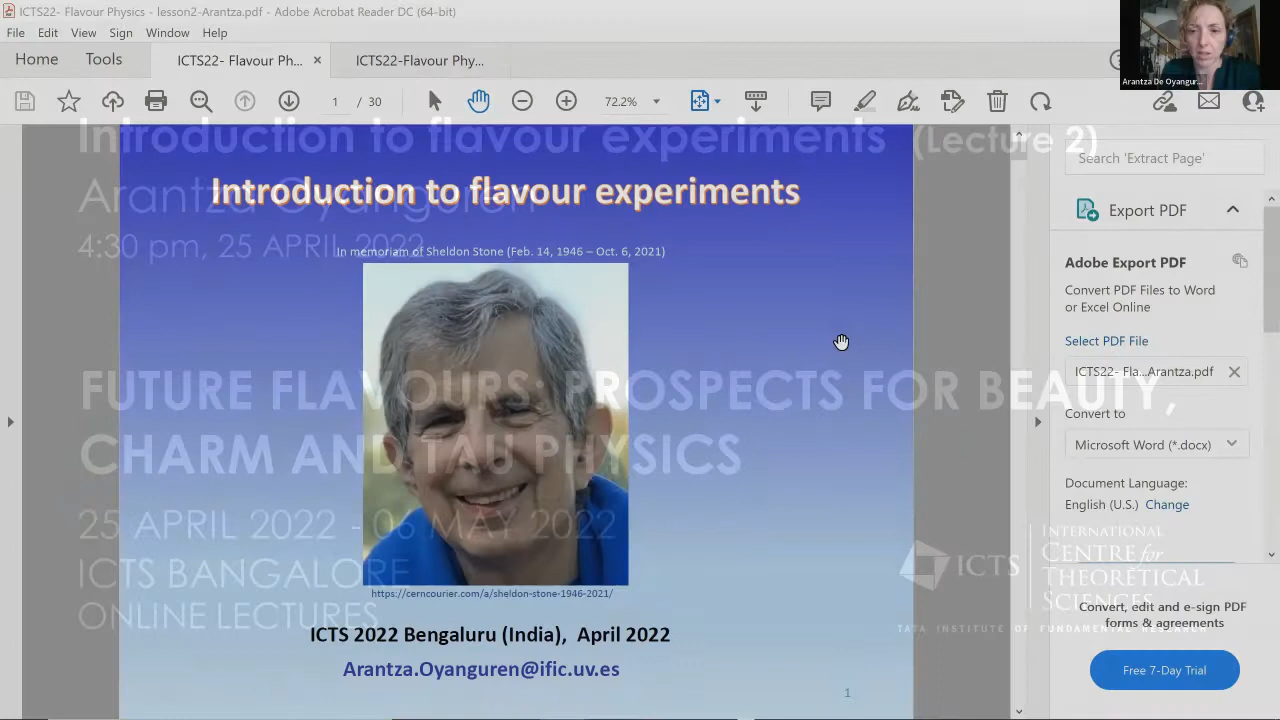 ICTS22- Flavour Physics - lesson2-Arantza.pdf - Adobe Acrobat Reader DC (64-bit)
File Edit View Sign Window Help
Home Tools ICTS22- Flavour Ph... ICTS22-Flavour Phy...
1 / 30 72.2%
Arantza De Oyangur...
Introduction to flavour experiments (Lecture 2)
Arantza Oyanguren
4:30 pm, 25 APRIL 2022
FUTURE FLAVOURS: PROSPECTS FOR BEAUTY,
CHARM AND TAU PHYSICS
25 APRIL 2022 - 06 MAY 2022
ICTS BANGALORE
ONLINE LECTURES
ICTS
INTERNATIONAL
CENTRE for
THEORETICAL
SCIENCES
TATA INSTITUTE OF FUNDAMENTAL RESEARCH
Introduction to flavour experiments
In memoriam of Sheldon Stone (Feb. 14, 1946 – Oct. 6, 2021)
https://cerncourier.com/a/sheldon-stone-1946-2021/
ICTS 2022 Bengaluru (India), April 2022
Arantza.Oyanguren@ific.uv.es
1
Search 'Extract Page'
Export PDF
Adobe Export PDF
Convert PDF Files to Word
or Excel Online
Select PDF File
ICTS22- Fla...Arantza.pdf
Convert to
Microsoft Word (*.docx)
Document Language:
English (U.S.) Change
Convert, edit and e-sign PDF
forms & agreements
Free 7-Day Trial